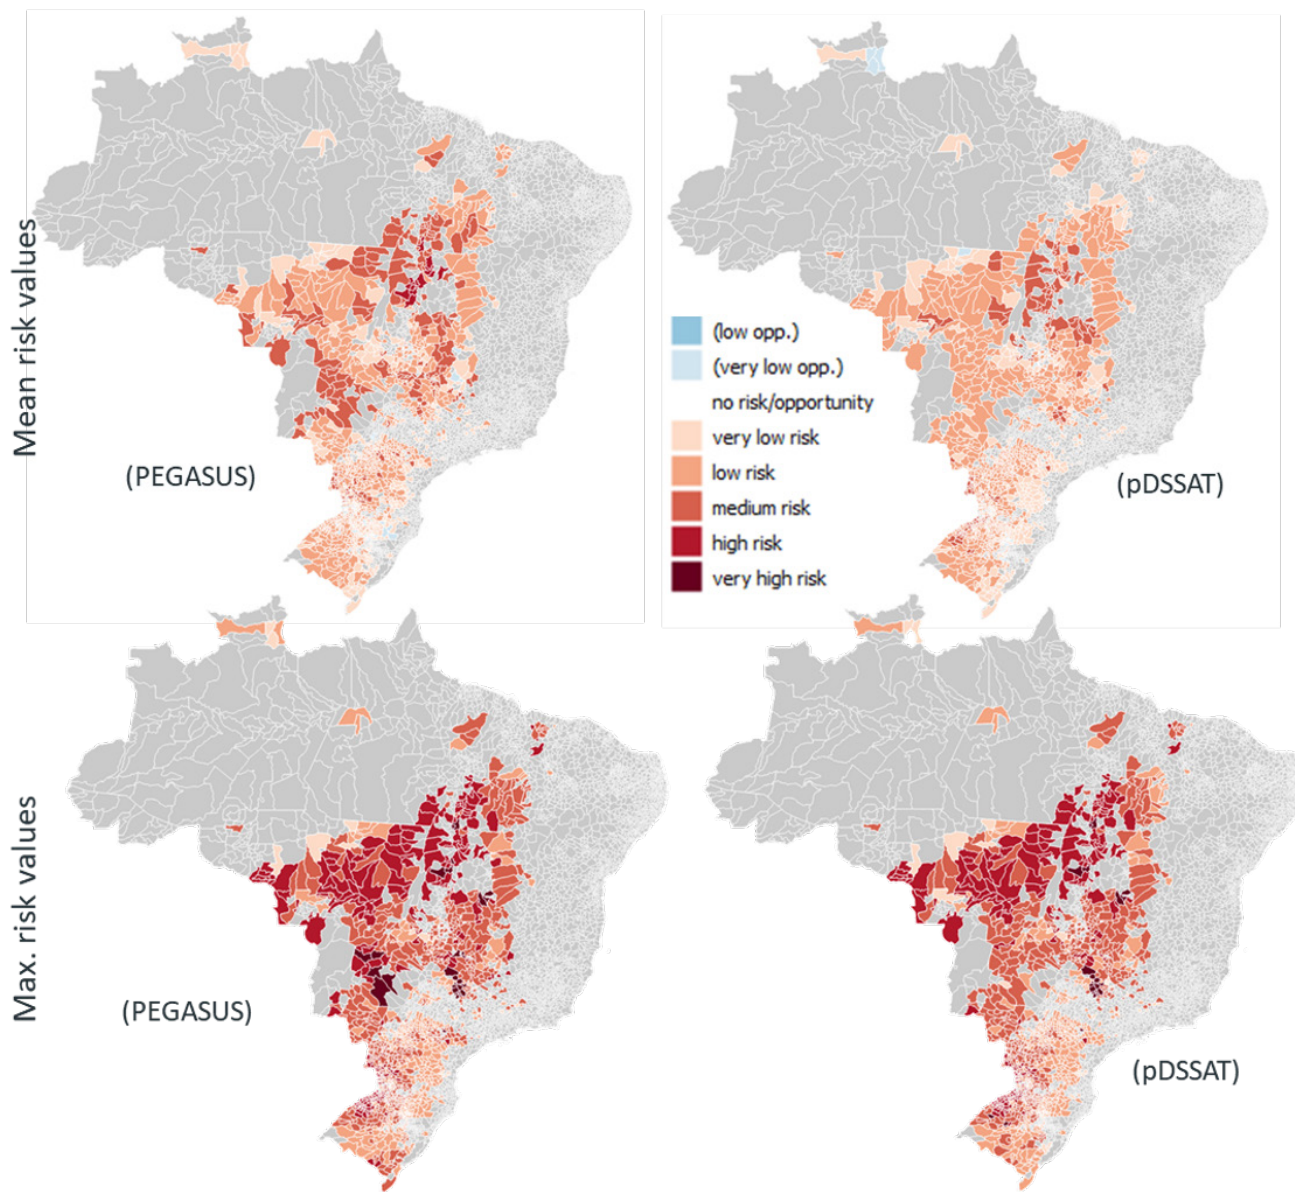 Mean risk values
(PEGASUS)
(low opp.)
(very low opp.)
no risk/opportunity
very low risk
low risk
medium risk
high risk
very high risk
(pDSSAT)
Max. risk values
(PEGASUS)
(pDSSAT)